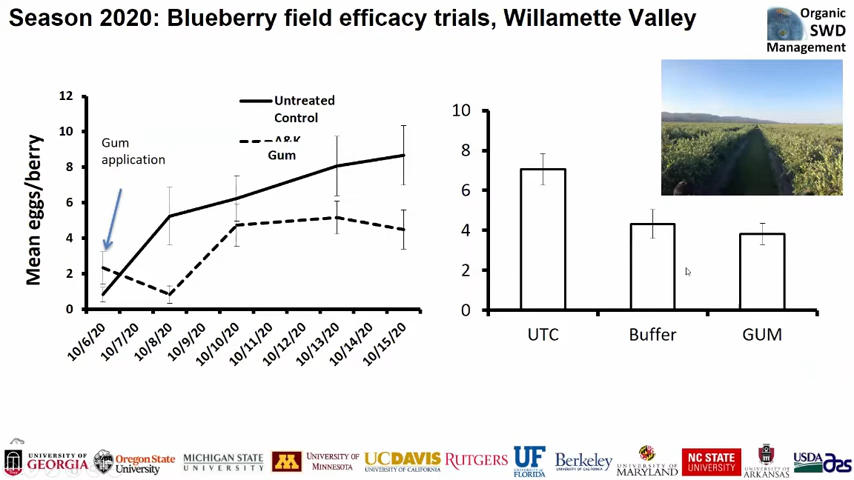 Season 2020: Blueberry field efficacy trials, Willamette Valley
Organic
SWD
Management
Mean eggs/berry
12
10
8
6
4
2
0
Gum
application
Untreated
Control
Gum
10/6/20
10/7/20
10/8/20
10/9/20
10/10/20
10/11/20
10/12/20
10/13/20
10/14/20
10/15/20
10
8
6
4
2
0
UTC
Buffer
GUM
UNIVERSITY OF
GEORGIA
Oregon State
University
MICHIGAN STATE
UNIVERSITY
M
UNIVERSITY OF
MINNESOTA
UCDAVIS
UNIVERSITY OF CALIFORNIA
RUTGERS
UF
UNIVERSITY of
FLORIDA
Berkeley
UNIVERSITY OF CALIFORNIA
UNIVERSITY OF
MARYLAND
NC STATE
UNIVERSITY
UNIVERSITY OF
ARKANSAS
USDA